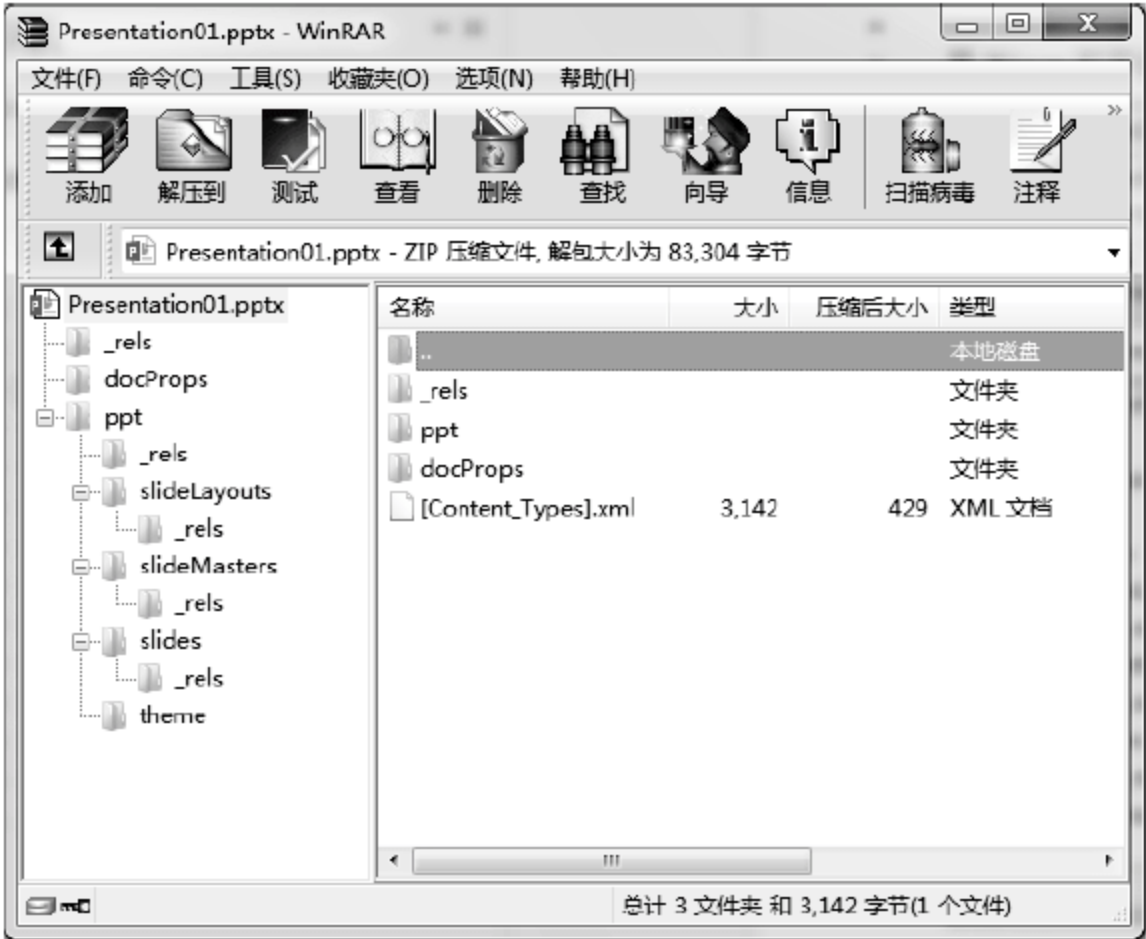 Presentation01.pptx - WinRAR
文件(F) 命令(C) 工具(S) 收藏夹(O) 选项(N) 帮助(H)
添加 解压到 测试 查看 删除 查找 向导 信息 扫描病毒 注释
Presentation01.pptx - ZIP 压缩文件, 解包大小为 83,304 字节
Presentation01.pptx
_rels
docProps
ppt
_rels
slideLayouts
_rels
slideMasters
_rels
slides
_rels
theme
名称 大小 压缩后大小 类型
.. 本地磁盘
_rels 文件夹
ppt 文件夹
docProps 文件夹
[Content_Types].xml 3,142 429 XML 文档
总计 3 文件夹 和 3,142 字节(1 个文件)